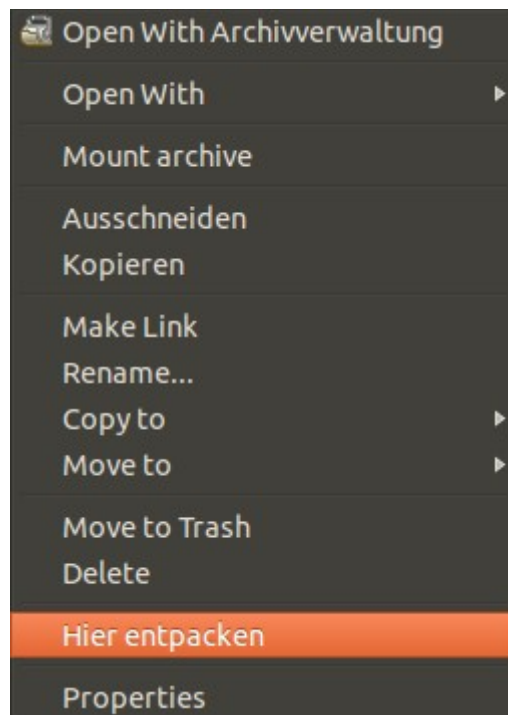 Open With Archivverwaltung
Open With
Mount archive
Ausschneiden
Kopieren
Make Link
Rename...
Copy to
Move to
Move to Trash
Delete
Hier entpacken
Properties